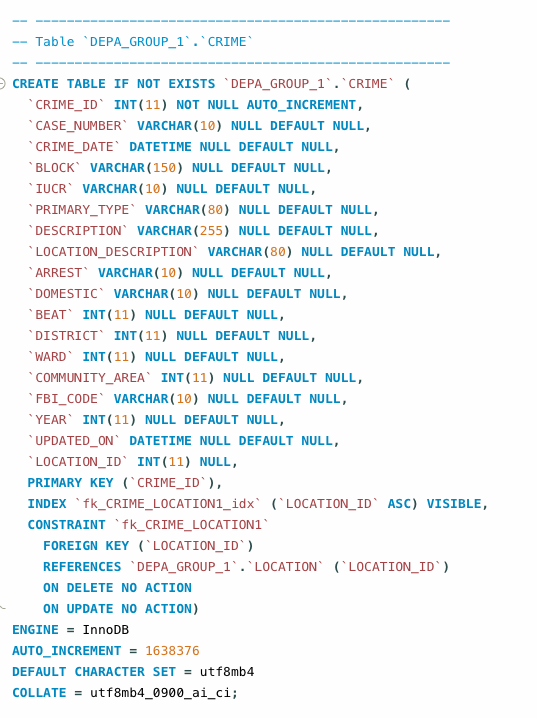 -- -----------------------------------------------------
-- Table `DEPA_GROUP_1`.`CRIME`
-- -----------------------------------------------------
CREATE TABLE IF NOT EXISTS `DEPA_GROUP_1`.`CRIME` (
  `CRIME_ID` INT(11) NOT NULL AUTO_INCREMENT,
  `CASE_NUMBER` VARCHAR(10) NULL DEFAULT NULL,
  `CRIME_DATE` DATETIME NULL DEFAULT NULL,
  `BLOCK` VARCHAR(150) NULL DEFAULT NULL,
  `IUCR` VARCHAR(10) NULL DEFAULT NULL,
  `PRIMARY_TYPE` VARCHAR(80) NULL DEFAULT NULL,
  `DESCRIPTION` VARCHAR(255) NULL DEFAULT NULL,
  `LOCATION_DESCRIPTION` VARCHAR(80) NULL DEFAULT NULL,
  `ARREST` VARCHAR(10) NULL DEFAULT NULL,
  `DOMESTIC` VARCHAR(10) NULL DEFAULT NULL,
  `BEAT` INT(11) NULL DEFAULT NULL,
  `DISTRICT` INT(11) NULL DEFAULT NULL,
  `WARD` INT(11) NULL DEFAULT NULL,
  `COMMUNITY_AREA` INT(11) NULL DEFAULT NULL,
  `FBI_CODE` VARCHAR(10) NULL DEFAULT NULL,
  `YEAR` INT(11) NULL DEFAULT NULL,
  `UPDATED_ON` DATETIME NULL DEFAULT NULL,
  `LOCATION_ID` INT(11) NULL,
  PRIMARY KEY (`CRIME_ID`),
  INDEX `fk_CRIME_LOCATION1_idx` (`LOCATION_ID` ASC) VISIBLE,
  CONSTRAINT `fk_CRIME_LOCATION1`
    FOREIGN KEY (`LOCATION_ID`)
    REFERENCES `DEPA_GROUP_1`.`LOCATION` (`LOCATION_ID`)
    ON DELETE NO ACTION
    ON UPDATE NO ACTION)
ENGINE = InnoDB
AUTO_INCREMENT = 1638376
DEFAULT CHARACTER SET = utf8mb4
COLLATE = utf8mb4_0900_ai_ci;